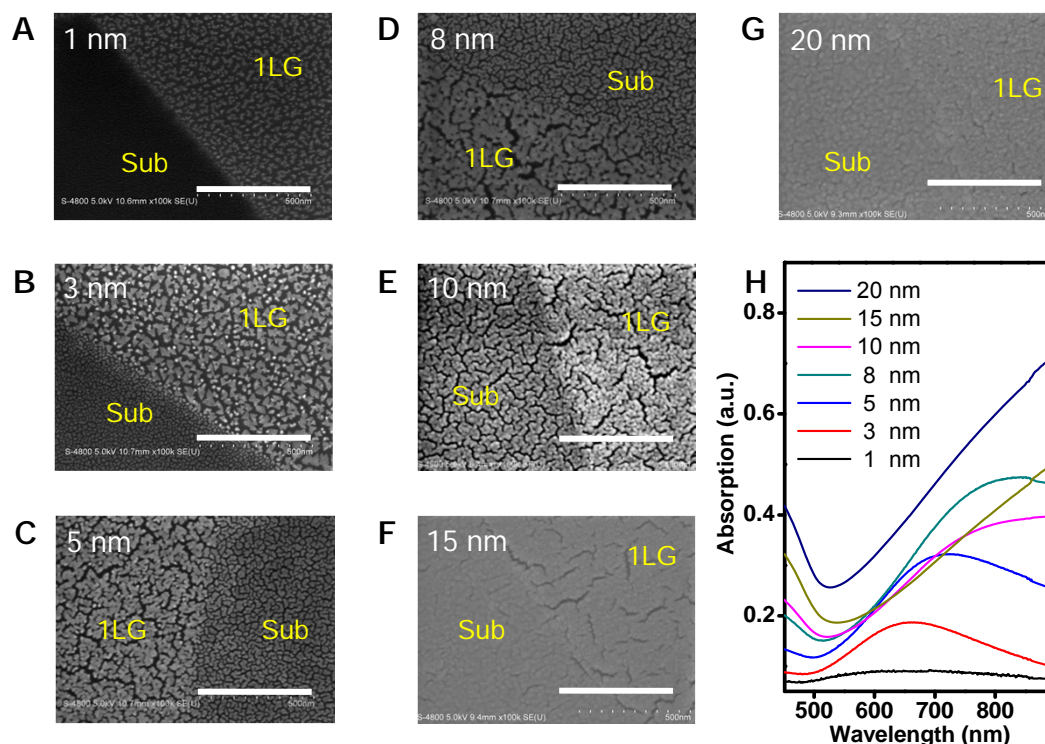 A
1 nm
1LG
Sub
500nm
S-4800 5.0kV 10.6mm x100k SE(U)
B
3 nm
1LG
Sub
S-4800 5.0kV 10.7mm x100k SE(U)
500nm
C
5 nm
1LG
Sub
S-4800 5.0kV 10.7mm x100k SE(U)
500nm
D
8 nm
Sub
1LG
S-4800 5.0kV 10.7mm x100k SE(U)
500nm
E
10 nm
1LG
Sub
F
15 nm
1LG
Sub
S-4800 5.0kV 9.4mm x100k SE(U)
500nm
G
20 nm
1LG
Sub
S-4800 5.0kV 9.3mm x100k SE(U)
500n
H
20 nm
15 nm
10 nm
8 nm
5 nm
3 nm
1 nm
Absorption (a.u.)
0.8
0.6
0.4
0.2
500 600 700 800
Wavelength (nm)